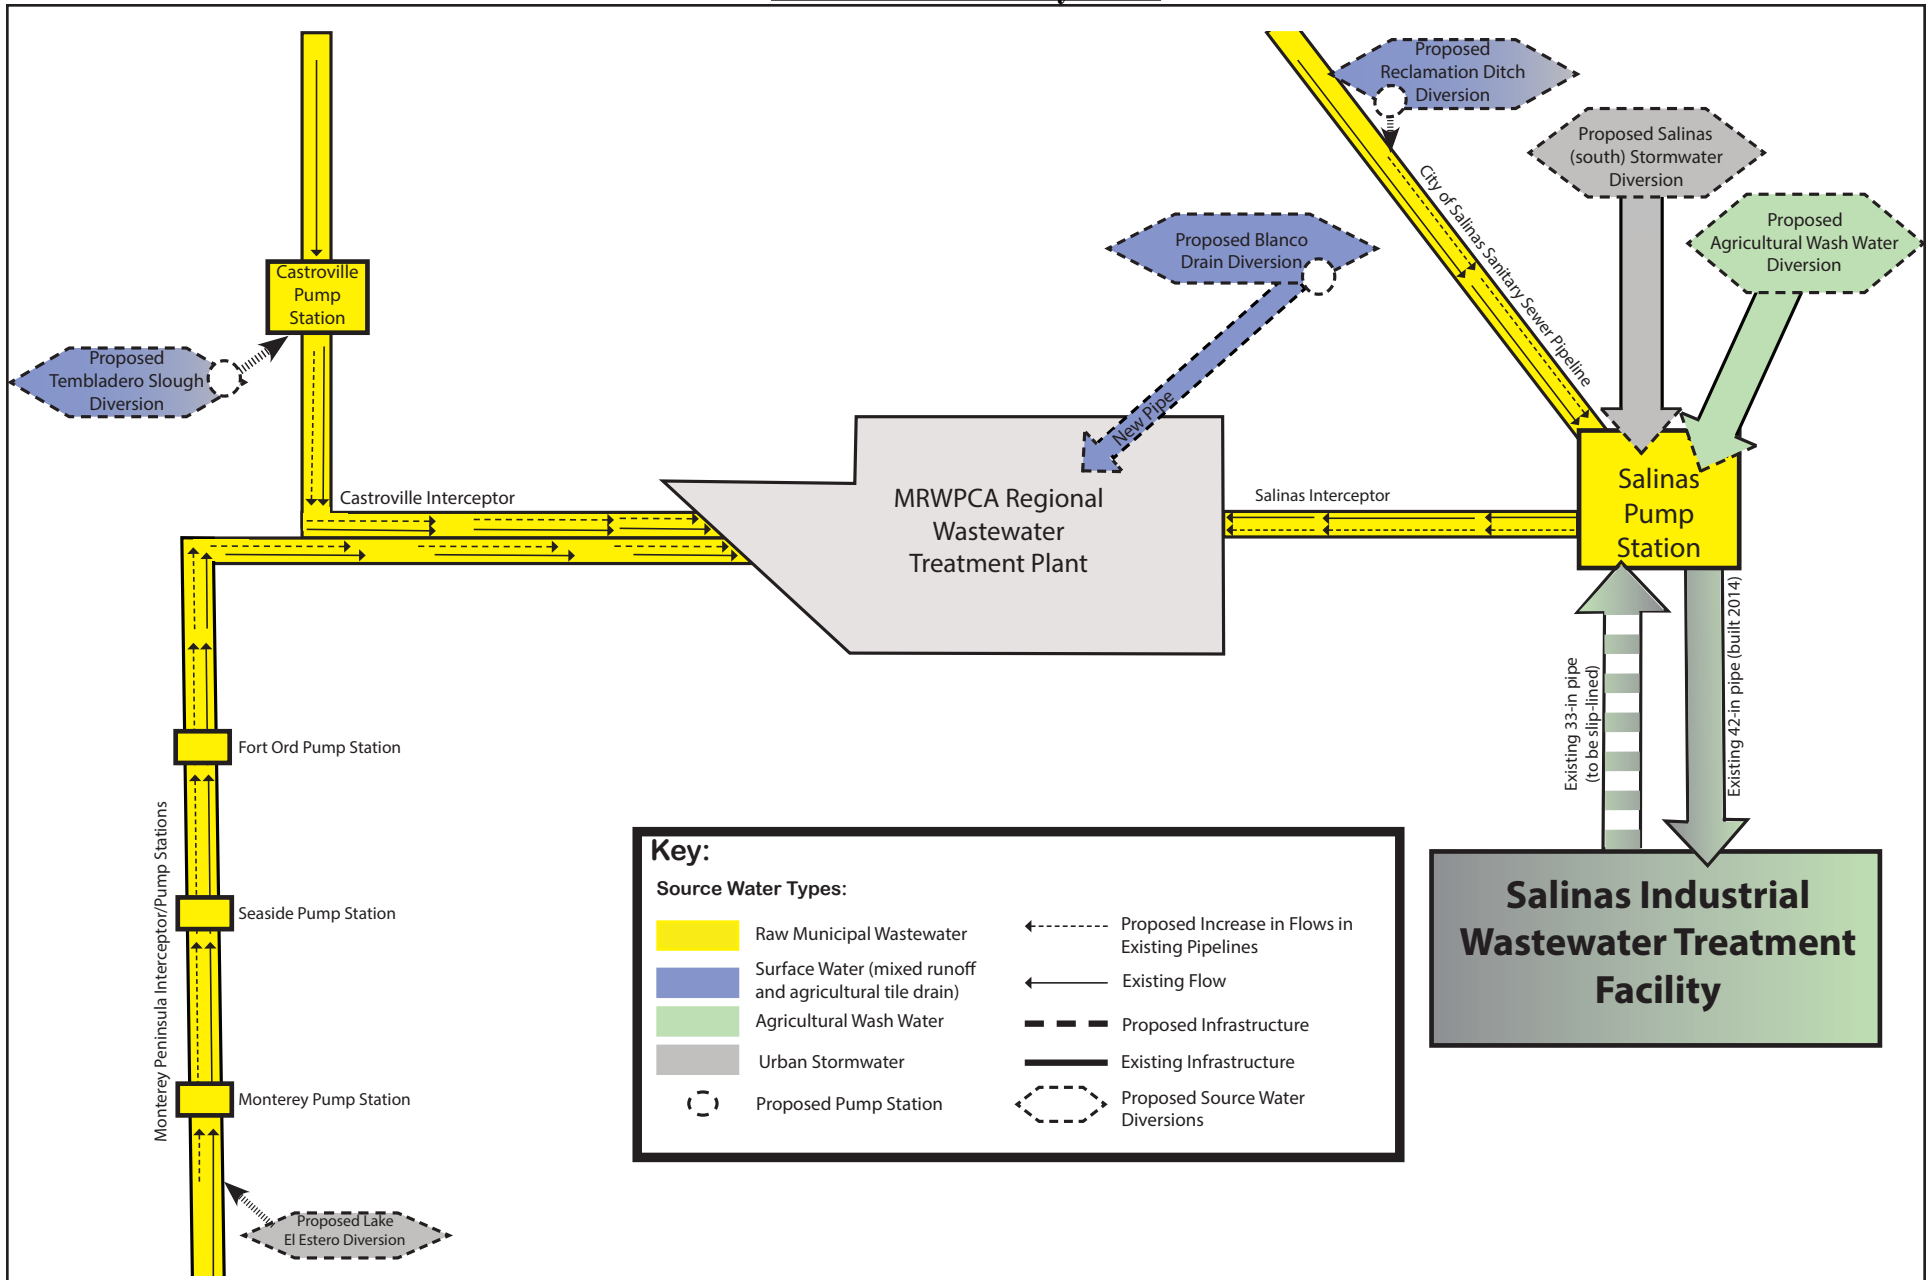 Proposed
Reclamation Ditch
Diversion
Proposed Salinas
(south) Stormwater
Diversion
Proposed
Agricultural Wash Water
Diversion
Proposed Blanco
Drain Diversion
City of Salinas Sanitary Sewer Pipeline
Castroville
Pump
Station
Proposed
Tembladero Slough
Diversion
New Pipe
Castroville Interceptor
MRWPCA Regional
Wastewater
Treatment Plant
Salinas Interceptor
Salinas
Pump
Station
Existing 33-in pipe
(to be slip-lined)
Existing 42-in pipe (built 2014)
Fort Ord Pump Station
Seaside Pump Station
Monterey Pump Station
Monterey Peninsula Interceptor/Pump Stations
Proposed Lake
El Estero Diversion
Salinas Industrial
Wastewater Treatment
Facility
Key:
Source Water Types:
Raw Municipal Wastewater
Surface Water (mixed runoff
and agricultural tile drain)
Agricultural Wash Water
Urban Stormwater
Proposed Pump Station
Proposed Increase in Flows in
Existing Pipelines
Existing Flow
Proposed Infrastructure
Existing Infrastructure
Proposed Source Water
Diversions